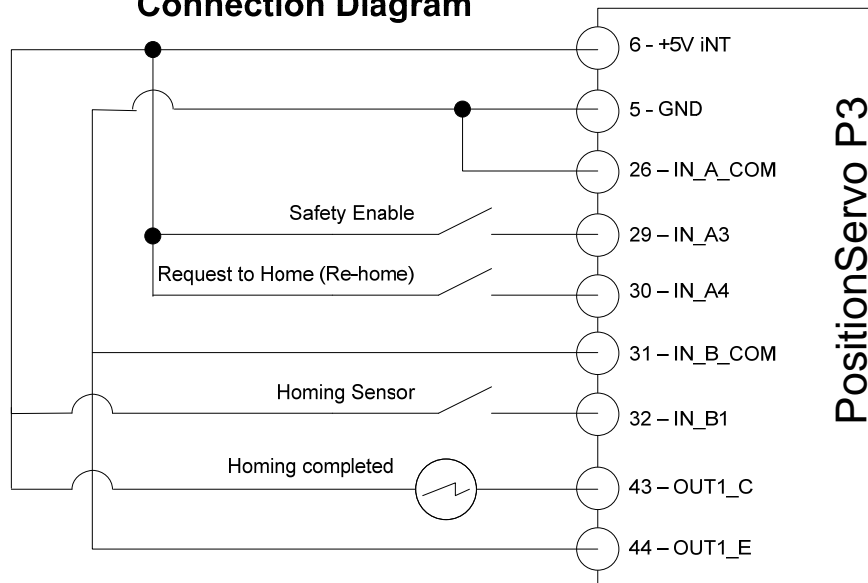 Connection Diagram
6 - +5V iNT
5 - GND
26 – IN_A_COM
Safety Enable
29 – IN_A3
Request to Home (Re-home)
30 – IN_A4
31 – IN_B_COM
Homing Sensor
32 – IN_B1
Homing completed
43 – OUT1_C
44 – OUT1_E
PositionServo P3